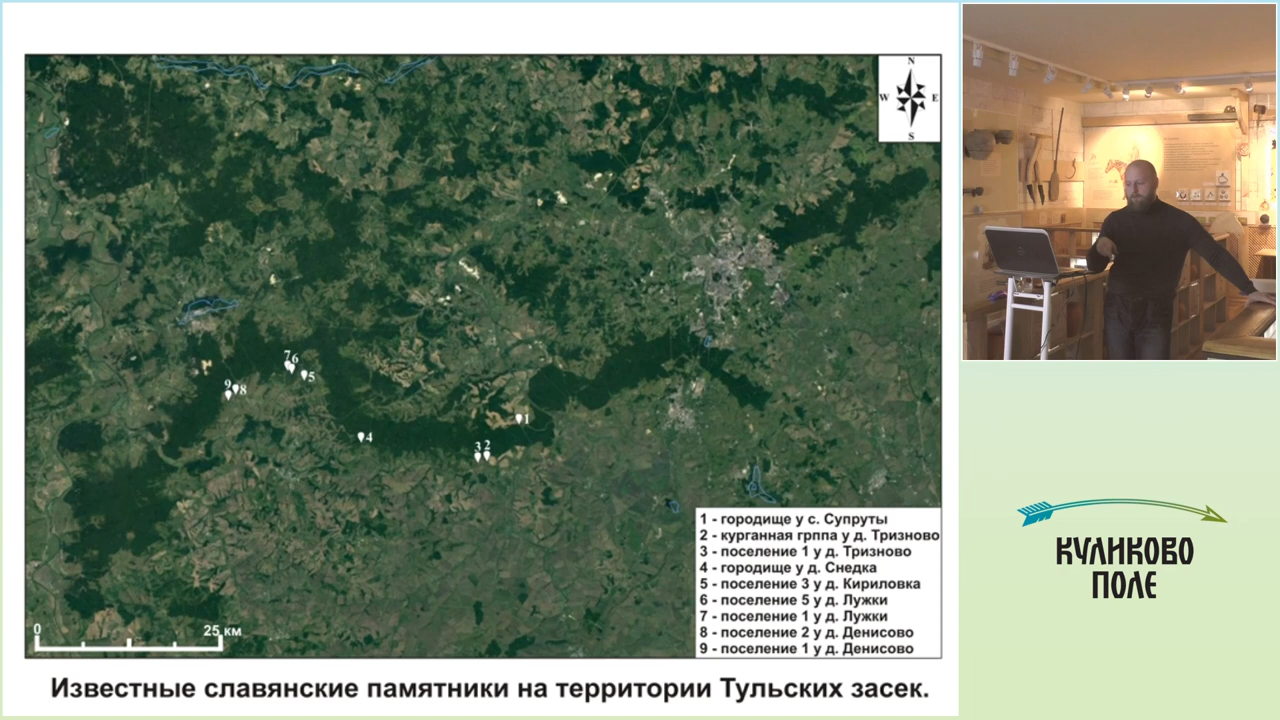 N
W
E
S
7
6
5
9
8
4
1
3
2
0
25 км
1 - городище у с. Супруты
2 - курганная грппа у д. Тризново
3 - поселение 1 у д. Тризново
4 - городище у д. Снедка
5 - поселение 3 у д. Кириловка
6 - поселение 5 у д. Лужки
7 - поселение 1 у д. Лужки
8 - поселение 2 у д. Денисово
9 - поселение 1 у д. Денисово
Известные славянские памятники на территории Тульских засек.
КУЛИКОВО
ПОЛЕ